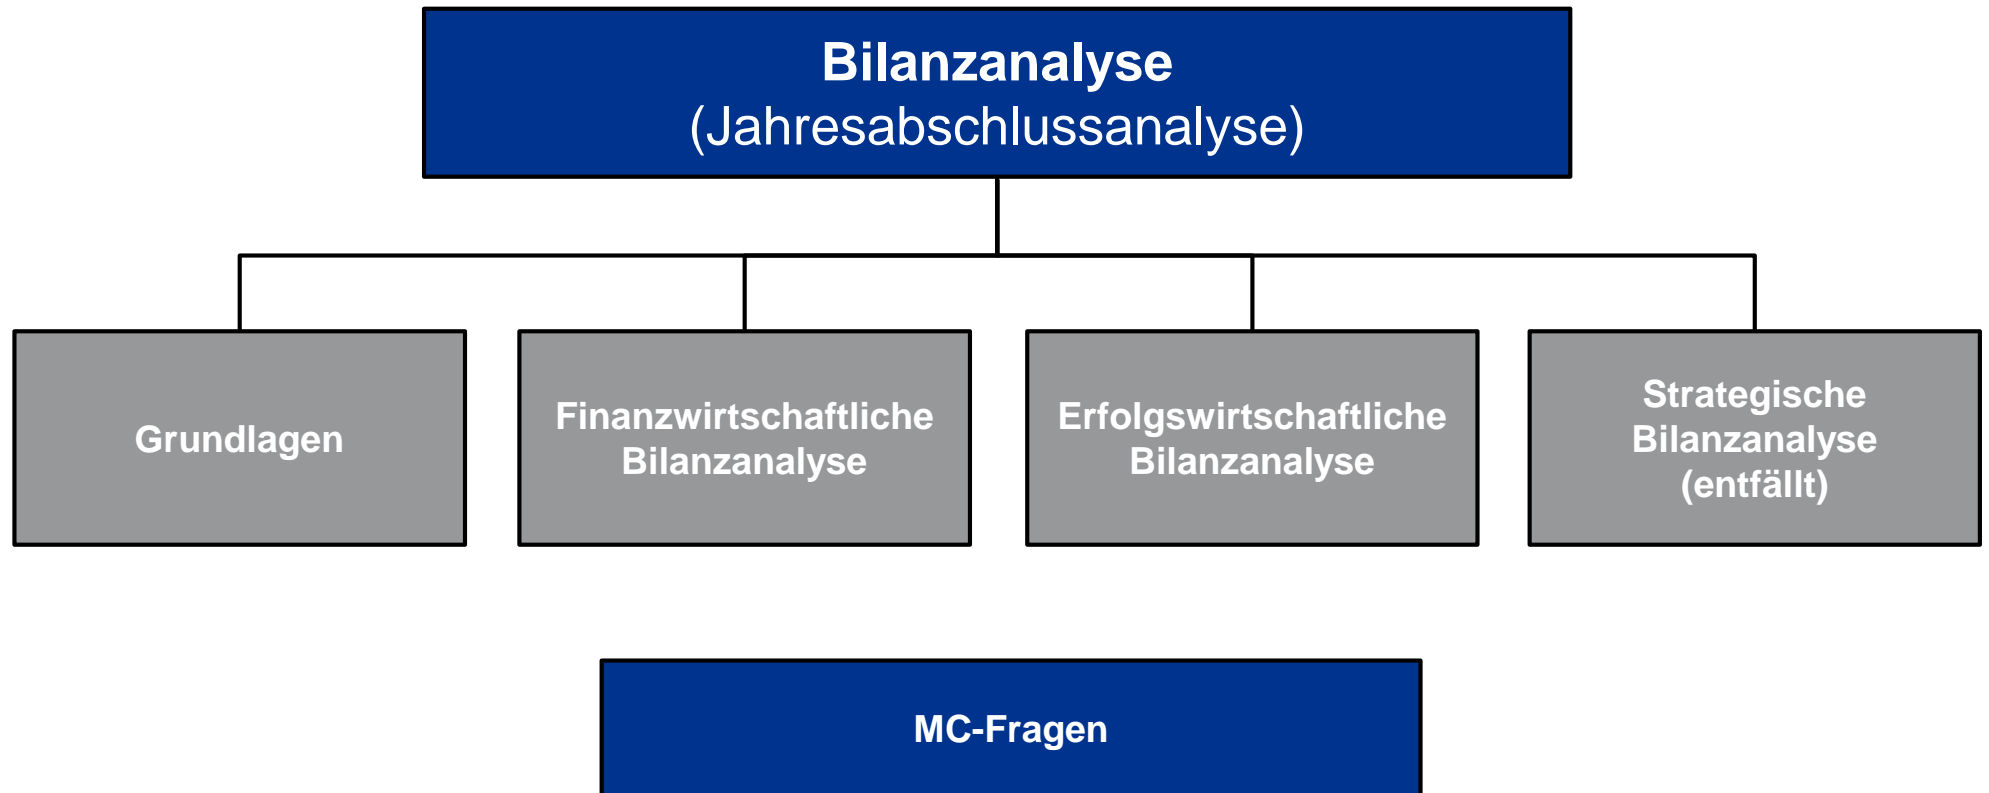 Bilanzanalyse
(Jahresabschlussanalyse)
Grundlagen
Finanzwirtschaftliche
Bilanzanalyse
Erfolgswirtschaftliche
Bilanzanalyse
Strategische
Bilanzanalyse
(entfällt)
MC-Fragen